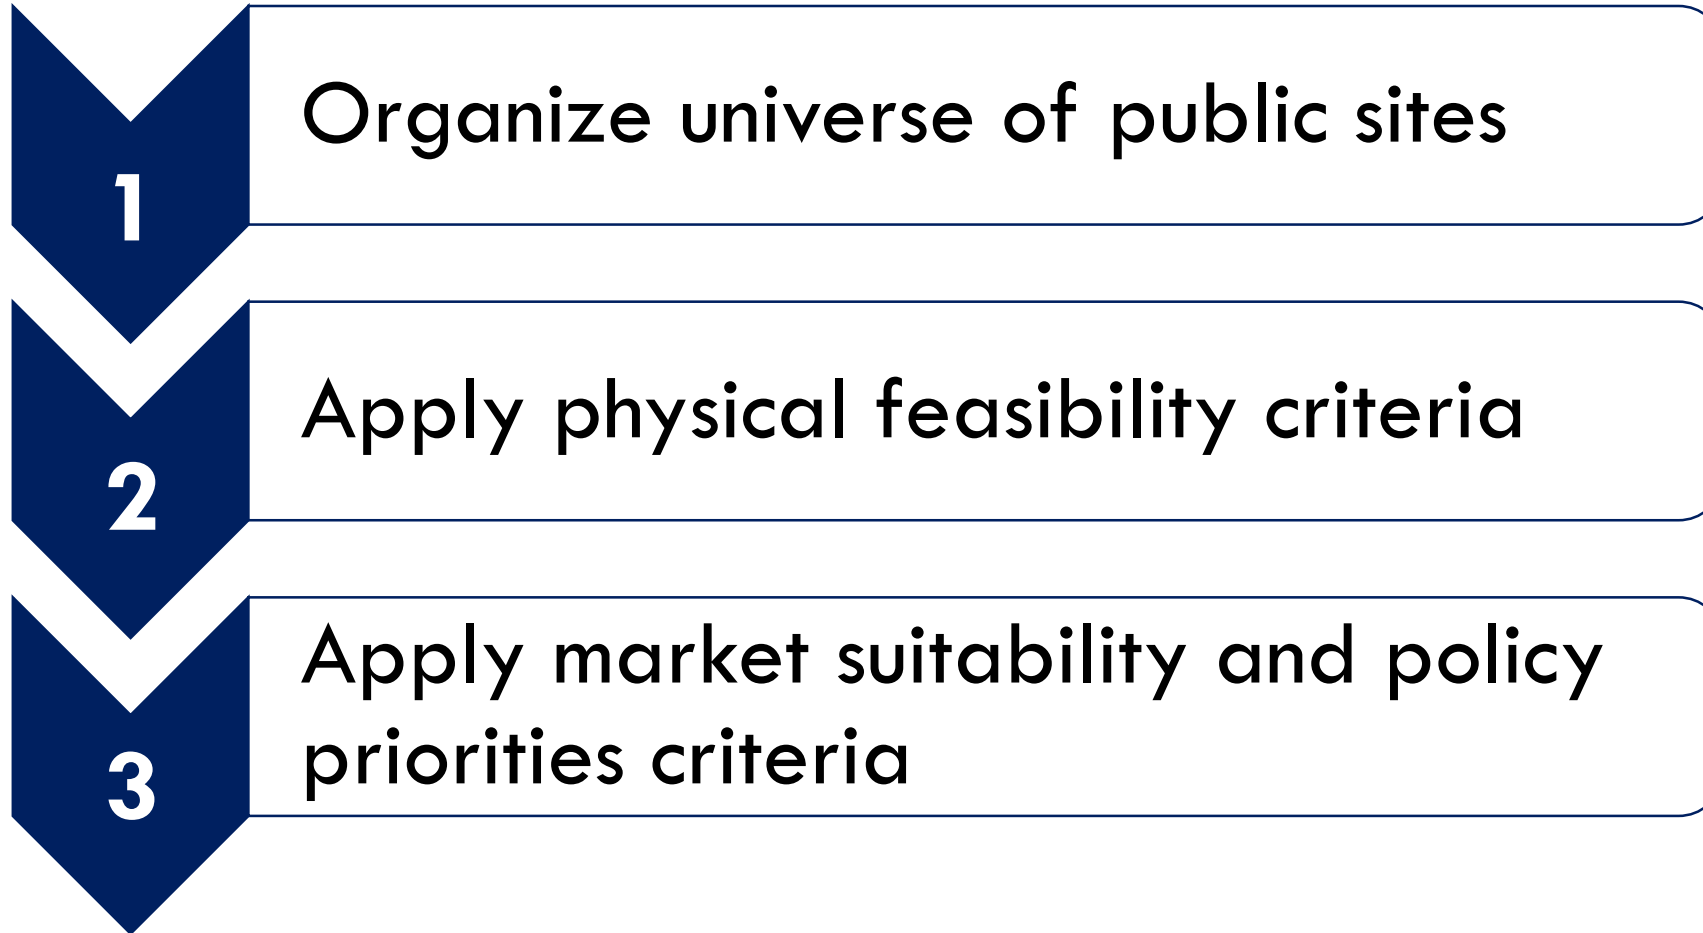 1
Organize universe of public sites
2
Apply physical feasibility criteria
3
Apply market suitability and policy
priorities criteria